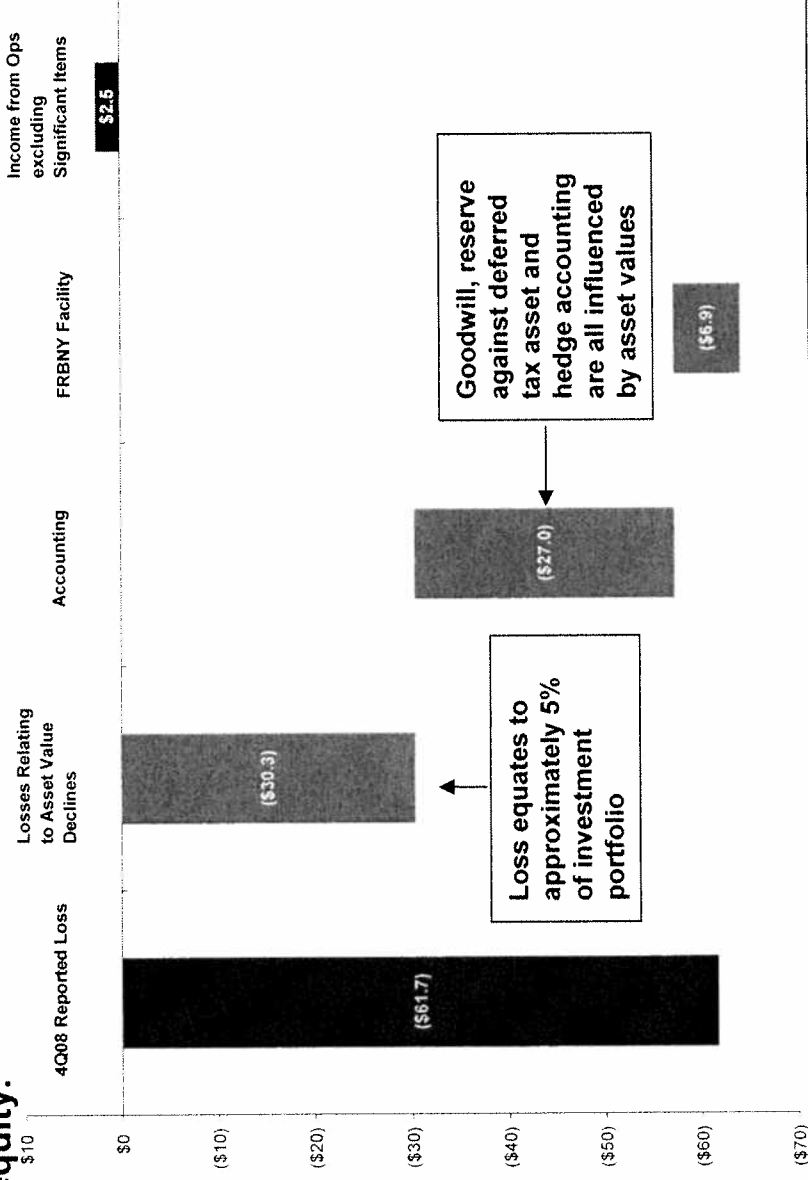 equity.
$10
$0
($10)
($20)
($30)
($40)
($50)
($60)
($70)
4Q08 Reported Loss
($61.7)
Losses Relating
to Asset Value
Declines
($30.3)
Loss equates to
approximately 5%
of investment
portfolio
Accounting
($27.0)
Goodwill, reserve
against deferred
tax asset and
hedge accounting
are all influenced
by asset values
FRBNY Facility
($6.9)
Income from Ops
excluding
Significant Items
$2.5